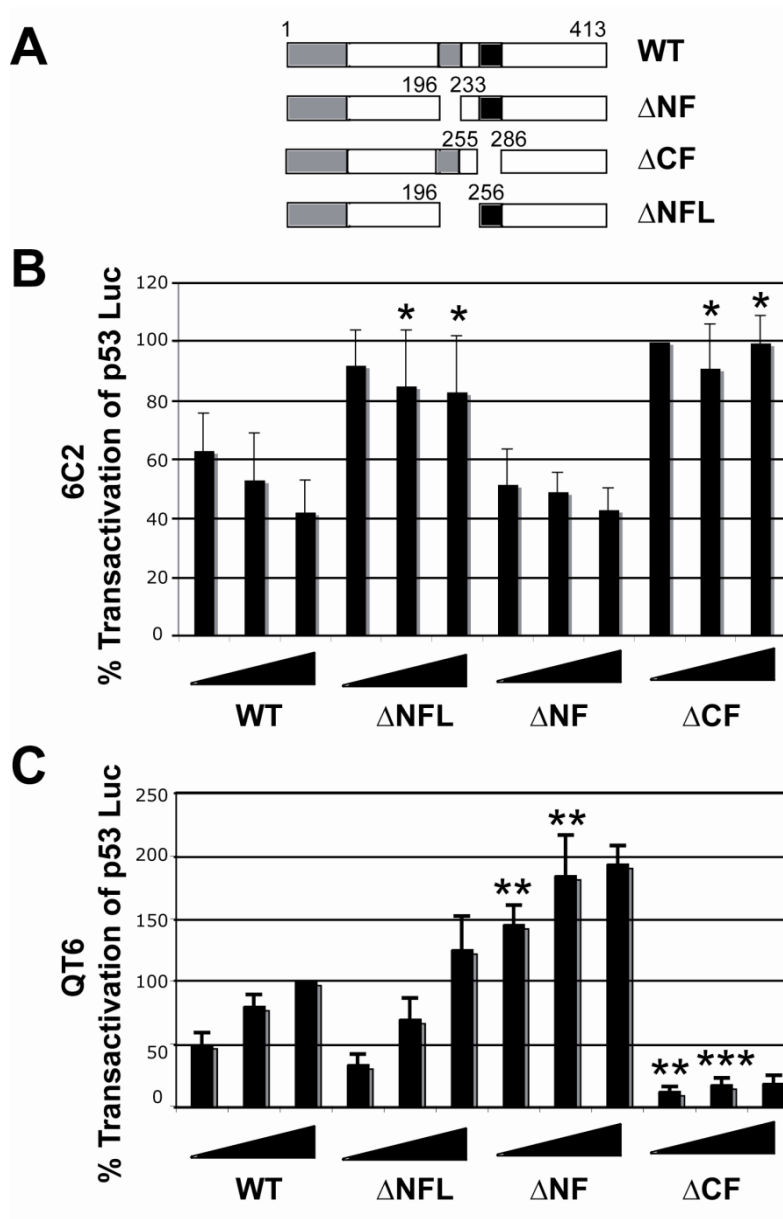 A
1 413
WT
196 233
ΔNF
255 286
ΔCF
196 256
ΔNFL
B
6C2
% Transactivation of p53 Luc
120
100
80
60
40
20
0
* * * *
WT ΔNFL ΔNF ΔCF
C
QT6
% Transactivation of p53 Luc
250
200
150
100
50
0
** ** ** ***
WT ΔNFL ΔNF ΔCF